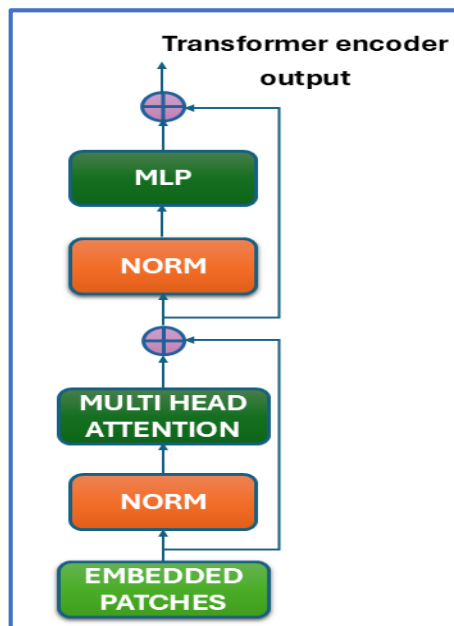 Transformer encoder
output
MLP
NORM
MULTI HEAD
ATTENTION
NORM
EMBEDDED
PATCHES